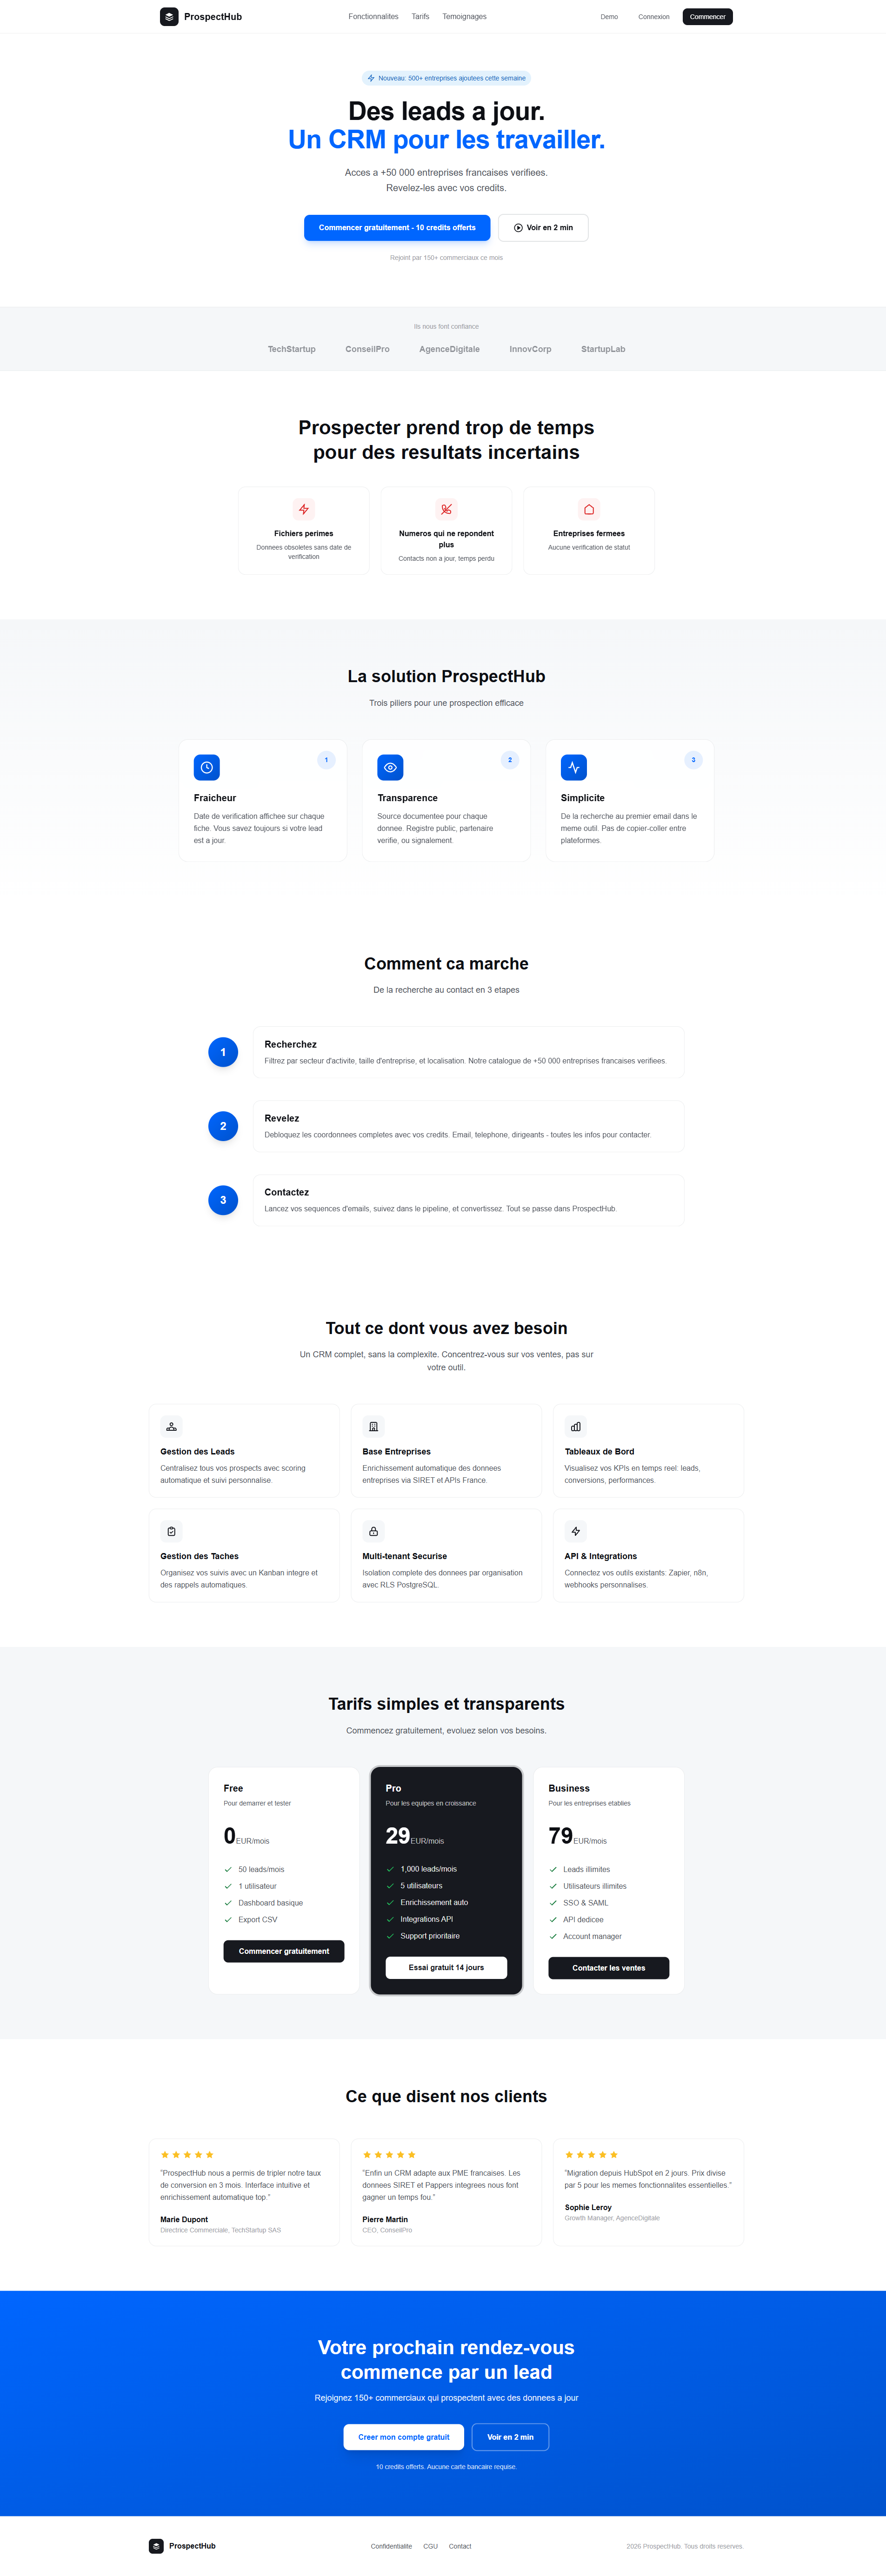 ProspectHub
Fonctionnalites Tarifs Temoignages
Demo Connexion Commencer
Nouveau: 500+ entreprises ajoutees cette semaine
Des leads a jour.
Un CRM pour les travailler.
Acces a +50 000 entreprises francaises verifiees.
Revelez-les avec vos credits.
Commencer gratuitement - 10 credits offerts
Voir en 2 min
Rejoint par 150+ commerciaux ce mois
Ils nous font confiance
TechStartup ConseilPro AgenceDigitale InnovCorp StartupLab
Prospecter prend trop de temps
pour des resultats incertains
Fichiers perimes
Donnees obsoletes sans date de
verification
Numeros qui ne repondent
plus
Contacts non a jour, temps perdu
Entreprises fermees
Aucune verification de statut
La solution ProspectHub
Trois piliers pour une prospection efficace
1
Fraicheur
Date de verification affichee sur chaque
fiche. Vous savez toujours si votre lead
est a jour.
2
Transparence
Source documentee pour chaque
donnee. Registre public, partenaire
verifie, ou signalement.
3
Simplicite
De la recherche au premier email dans le
meme outil. Pas de copier-coller entre
plateformes.
Comment ca marche
De la recherche au contact en 3 etapes
1
Recherchez
Filtrez par secteur d'activite, taille d'entreprise, et localisation. Notre catalogue de +50 000 entreprises francaises verifiees.
2
Revelez
Debloquez les coordonnees completes avec vos credits. Email, telephone, dirigeants - toutes les infos pour contacter.
3
Contactez
Lancez vos sequences d'emails, suivez dans le pipeline, et convertissez. Tout se passe dans ProspectHub.
Tout ce dont vous avez besoin
Un CRM complet, sans la complexite. Concentrez-vous sur vos ventes, pas sur
votre outil.
Gestion des Leads
Centralisez tous vos prospects avec scoring
automatique et suivi personnalise.
Base Entreprises
Enrichissement automatique des donnees
entreprises via SIRET et APIs France.
Tableaux de Bord
Visualisez vos KPIs en temps reel: leads,
conversions, performances.
Gestion des Taches
Organisez vos suivis avec un Kanban integre et
des rappels automatiques.
Multi-tenant Securise
Isolation complete des donnees par organisation
avec RLS PostgreSQL.
API & Integrations
Connectez vos outils existants: Zapier, n8n,
webhooks personnalises.
Tarifs simples et transparents
Commencez gratuitement, evoluez selon vos besoins.
Free
Pour demarrer et tester
0EUR/mois
50 leads/mois
1 utilisateur
Dashboard basique
Export CSV
Commencer gratuitement
Pro
Pour les equipes en croissance
29EUR/mois
1,000 leads/mois
5 utilisateurs
Enrichissement auto
Integrations API
Support prioritaire
Essai gratuit 14 jours
Business
Pour les entreprises etablies
79EUR/mois
Leads illimites
Utilisateurs illimites
SSO & SAML
API dediee
Account manager
Contacter les ventes
Ce que disent nos clients
"ProspectHub nous a permis de tripler notre taux
de conversion en 3 mois. Interface intuitive et
enrichissement automatique top."
Marie Dupont
Directrice Commerciale, TechStartup SAS
"Enfin un CRM adapte aux PME francaises. Les
donnees SIRET et Pappers integrees nous font
gagner un temps fou."
Pierre Martin
CEO, ConseilPro
"Migration depuis HubSpot en 2 jours. Prix divise
par 5 pour les memes fonctionnalites essentielles."
Sophie Leroy
Growth Manager, AgenceDigitale
Votre prochain rendez-vous
commence par un lead
Rejoignez 150+ commerciaux qui prospectent avec des donnees a jour
Creer mon compte gratuit
Voir en 2 min
10 credits offerts. Aucune carte bancaire requise.
ProspectHub
Confidentialite CGU Contact
2026 ProspectHub. Tous droits reserves.